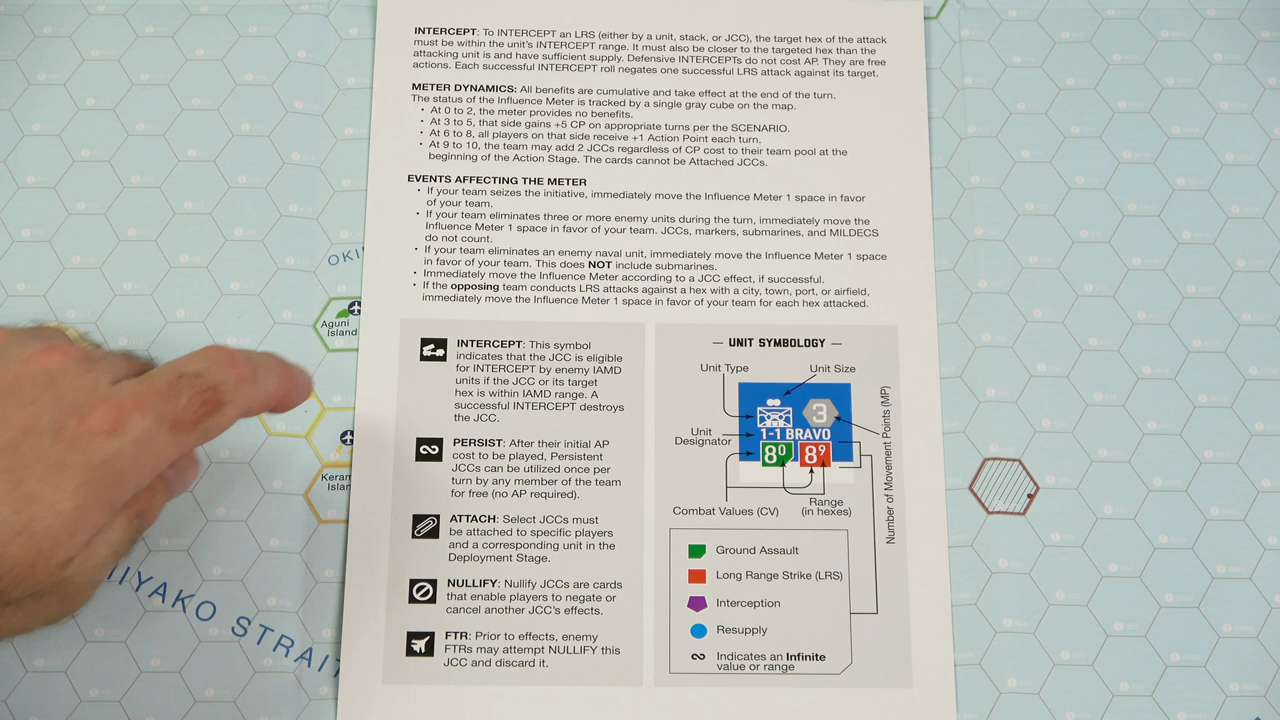 INTERCEPT: To INTERCEPT an LRS (either by a unit, stack, or JCC), the target hex of the attack
must be within the unit's INTERCEPT range. It must also be closer to the targeted hex than the
attacking unit is and have sufficient supply. Defensive INTERCEPTs do not cost AP. They are free
actions. Each successful INTERCEPT roll negates one successful LRS attack against its target.
METER DYNAMICS: All benefits are cumulative and take effect at the end of the turn.
The status of the Influence Meter is tracked by a single gray cube on the map.
• At 0 to 2, the meter provides no benefits.
• At 3 to 5, that side gains +5 CP on appropriate turns per the SCENARIO.
• At 6 to 8, all players on that side receive +1 Action Point each turn.
• At 9 to 10, the team may add 2 JCCs regardless of CP cost to their team pool at the
beginning of the Action Stage. The cards cannot be Attached JCCs.
EVENTS AFFECTING THE METER
• If your team seizes the initiative, immediately move the Influence Meter 1 space in favor
of your team.
• If your team eliminates three or more enemy units during the turn, immediately move the
Influence Meter 1 space in favor of your team. JCCs, markers, submarines, and MILDECS
do not count.
• If your team eliminates an enemy naval unit, immediately move the Influence Meter 1 space
in favor of your team. This does NOT include submarines.
• Immediately move the Influence Meter according to a JCC effect, if successful.
• If the opposing team conducts LRS attacks against a hex with a city, town, port, or airfield,
immediately move the Influence Meter 1 space in favor of your team for each hex attacked.
INTERCEPT: This symbol
indicates that the JCC is eligible
for INTERCEPT by enemy IAMD
units if the JCC or its target
hex is within IAMD range. A
successful INTERCEPT destroys
the JCC.
PERSIST: After their initial AP
cost to be played, Persistent
JCCs can be utilized once per
turn by any member of the team
for free (no AP required).
ATTACH: Select JCCs must
be attached to specific players
and a corresponding unit in the
Deployment Stage.
NULLIFY: Nullify JCCs are cards
that enable players to negate or
cancel another JCC's effects.
FTR: Prior to effects, enemy
FTRs may attempt NULLIFY this
JCC and discard it.
— UNIT SYMBOLOGY —
Unit Type
Unit Size
3
Unit
Designator
1-1 BRAVO
8⁰
8⁹
Combat Values (CV)
Range
(in hexes)
Number of Movement Points (MP)
Ground Assault
Long Range Strike (LRS)
Interception
Resupply
∞ Indicates an Infinite
value or range
OKI
Aguni
Island
Keram
Islan
MIYAKO STRAIT